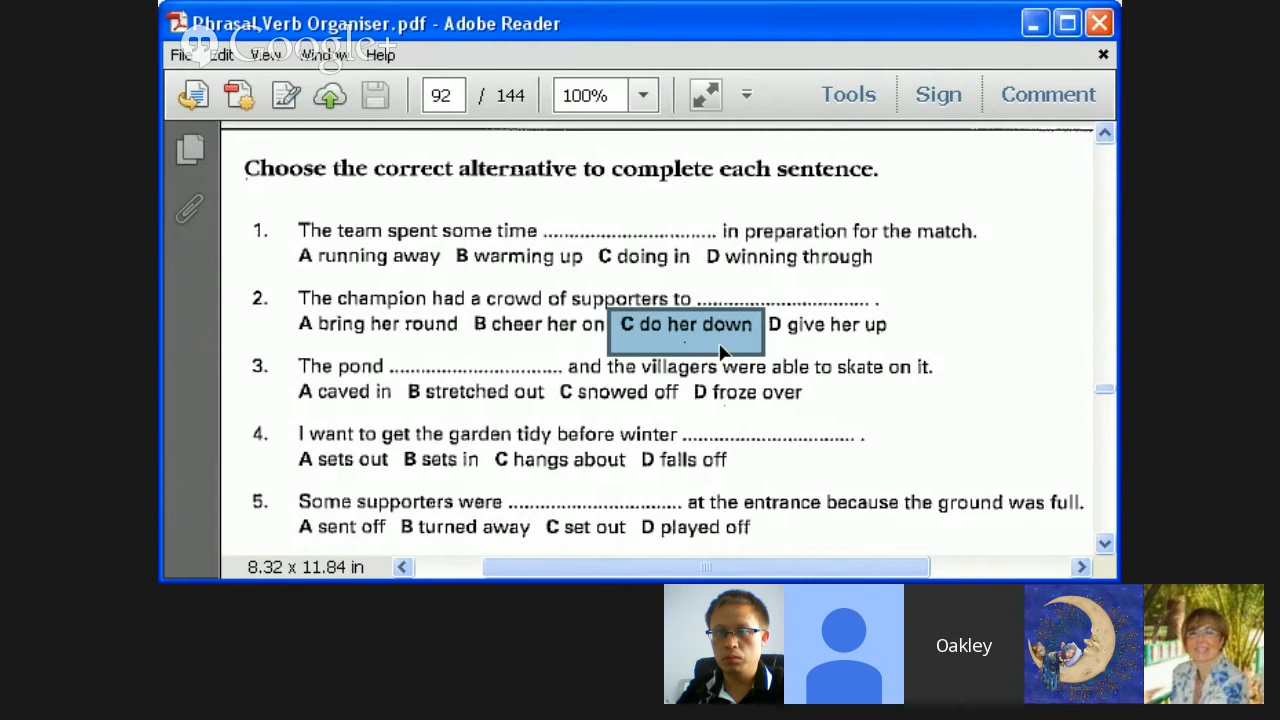 Phrasal Verb Organiser.pdf - Adobe Reader
Google+
File Edit View Window Help
92 / 144 100% Tools Sign Comment
Choose the correct alternative to complete each sentence.
1. The team spent some time .............................. in preparation for the match.
A running away B warming up C doing in D winning through
2. The champion had a crowd of supporters to .............................. .
A bring her round B cheer her on C do her down D give her up
3. The pond .............................. and the villagers were able to skate on it.
A caved in B stretched out C snowed off D froze over
4. I want to get the garden tidy before winter .............................. .
A sets out B sets in C hangs about D falls off
5. Some supporters were .............................. at the entrance because the ground was full.
A sent off B turned away C set out D played off
8.32 x 11.84 in
Oakley